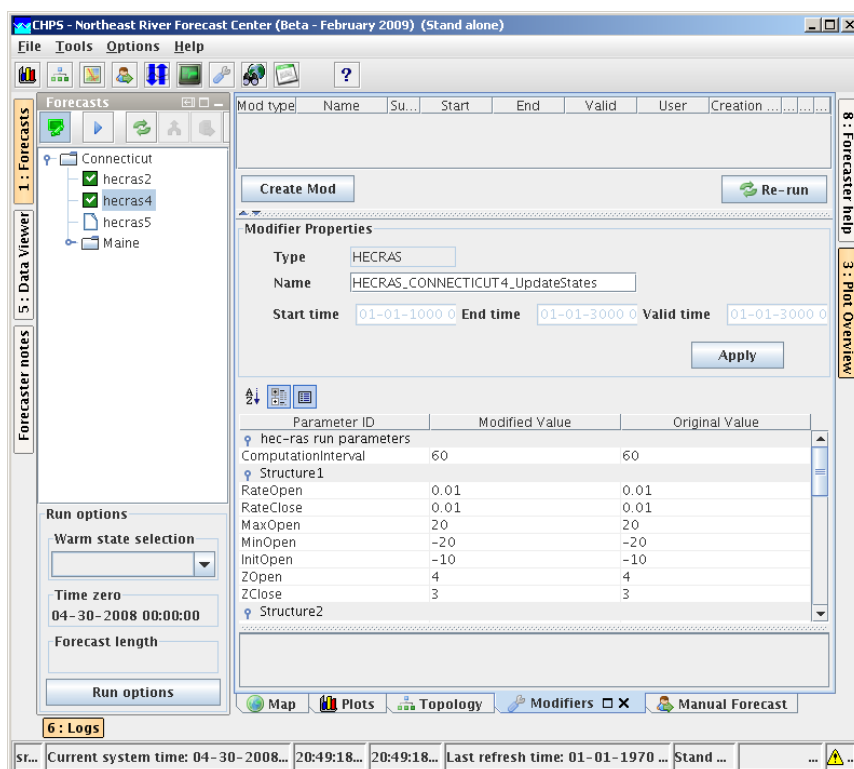 CHPS - Northeast River Forecast Center (Beta - February 2009) (Stand alone)
File Tools Options Help
?
1 : Forecasts
5 : Data Viewer
Forecaster notes
Forecasts
Connecticut
hecras2
hecras4
hecras5
Maine
Run options
Warm state selection
Time zero
04-30-2008 00:00:00
Forecast length
Run options
6 : Logs
Mod type Name Su... Start End Valid User Creation ... ... ... ...
Create Mod Re-run
Modifier Properties
Type HECRAS
Name HECRAS_CONNECTICUT4_UpdateStates
Start time 01-01-1000 0 End time 01-01-3000 0 Valid time 01-01-3000 0
Apply
Parameter ID Modified Value Original Value
hec-ras run parameters
ComputationInterval 60 60
Structure1
RateOpen 0.01 0.01
RateClose 0.01 0.01
MaxOpen 20 20
MinOpen -20 -20
InitOpen -10 -10
ZOpen 4 4
ZClose 3 3
Structure2
Map Plots Topology Modifiers Manual Forecast
8 : Forecaster help
3 : Plot Overview
sr... Current system time: 04-30-2008... 20:49:18... 20:49:18... Last refresh time: 01-01-1970 ... Stand ... ... ...